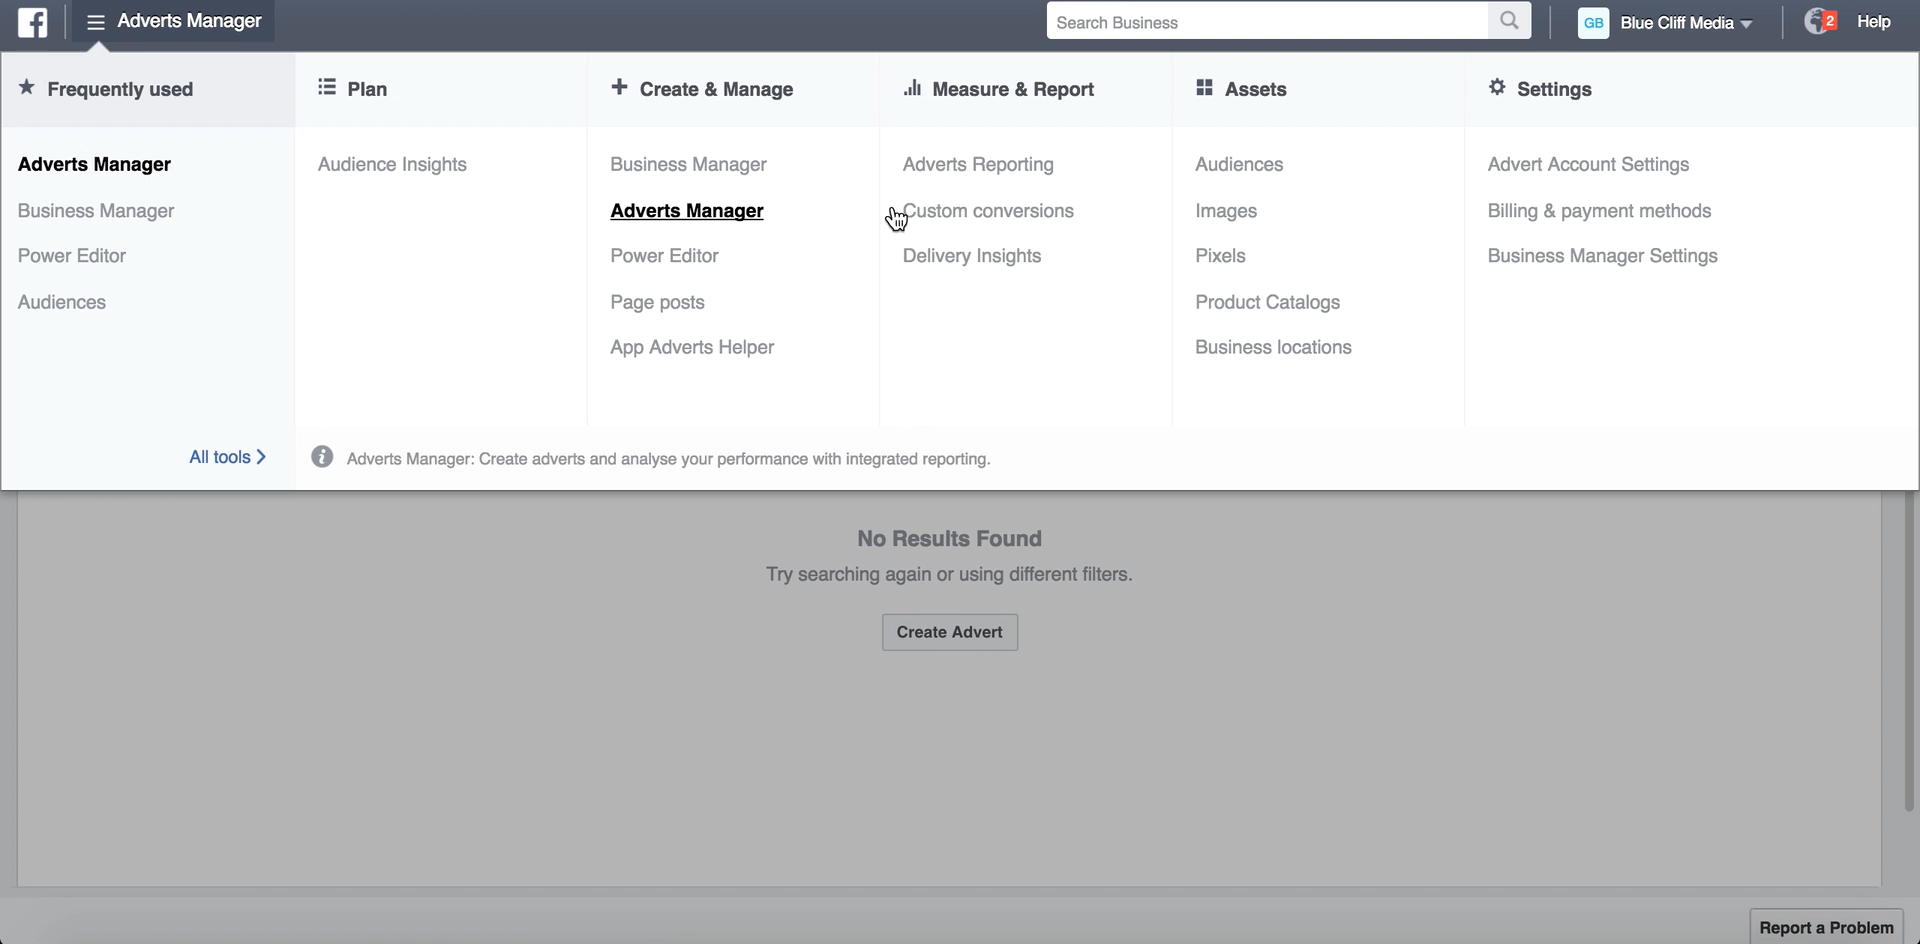 Adverts Manager
Search Business
GB Blue Cliff Media
2
Help
Frequently used
Adverts Manager
Business Manager
Power Editor
Audiences
All tools
Plan
Audience Insights
Create & Manage
Business Manager
Adverts Manager
Power Editor
Page posts
App Adverts Helper
Measure & Report
Adverts Reporting
Custom conversions
Delivery Insights
Assets
Audiences
Images
Pixels
Product Catalogs
Business locations
Settings
Advert Account Settings
Billing & payment methods
Business Manager Settings
Adverts Manager: Create adverts and analyse your performance with integrated reporting.
No Results Found
Try searching again or using different filters.
Create Advert
Report a Problem